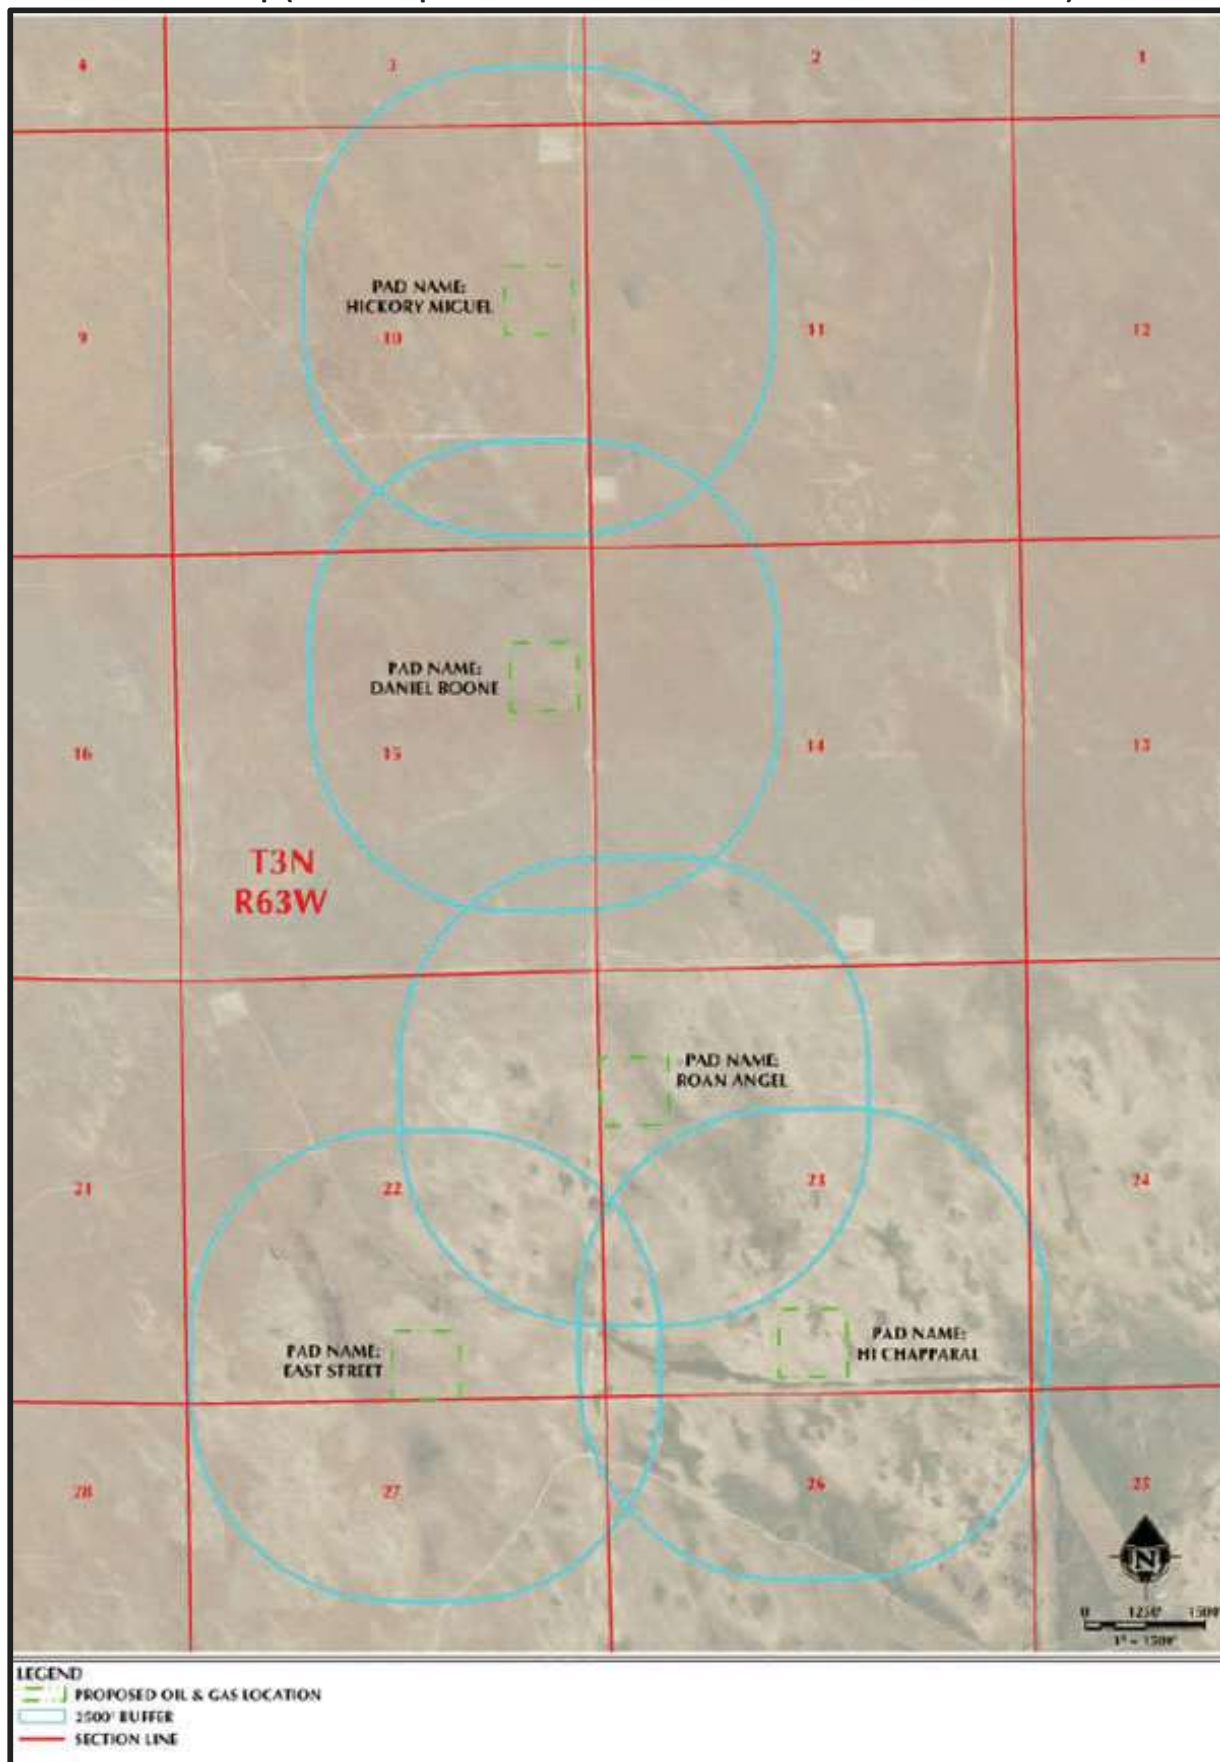 4
3
2
1
PAD NAME:
HICKORY MIGUEL
9
10
11
12
PAD NAME:
DANIEL BOONE
16
15
14
13
T3N
R63W
PAD NAME:
ROAN ANGEL
21
22
23
24
PAD NAME:
EAST STREET
PAD NAME:
HI CHAPPARAL
28
27
26
25
N
0 1250'
LEGEND
PROPOSED OIL & GAS LOCATION
2500' BUFFER
SECTION LINE